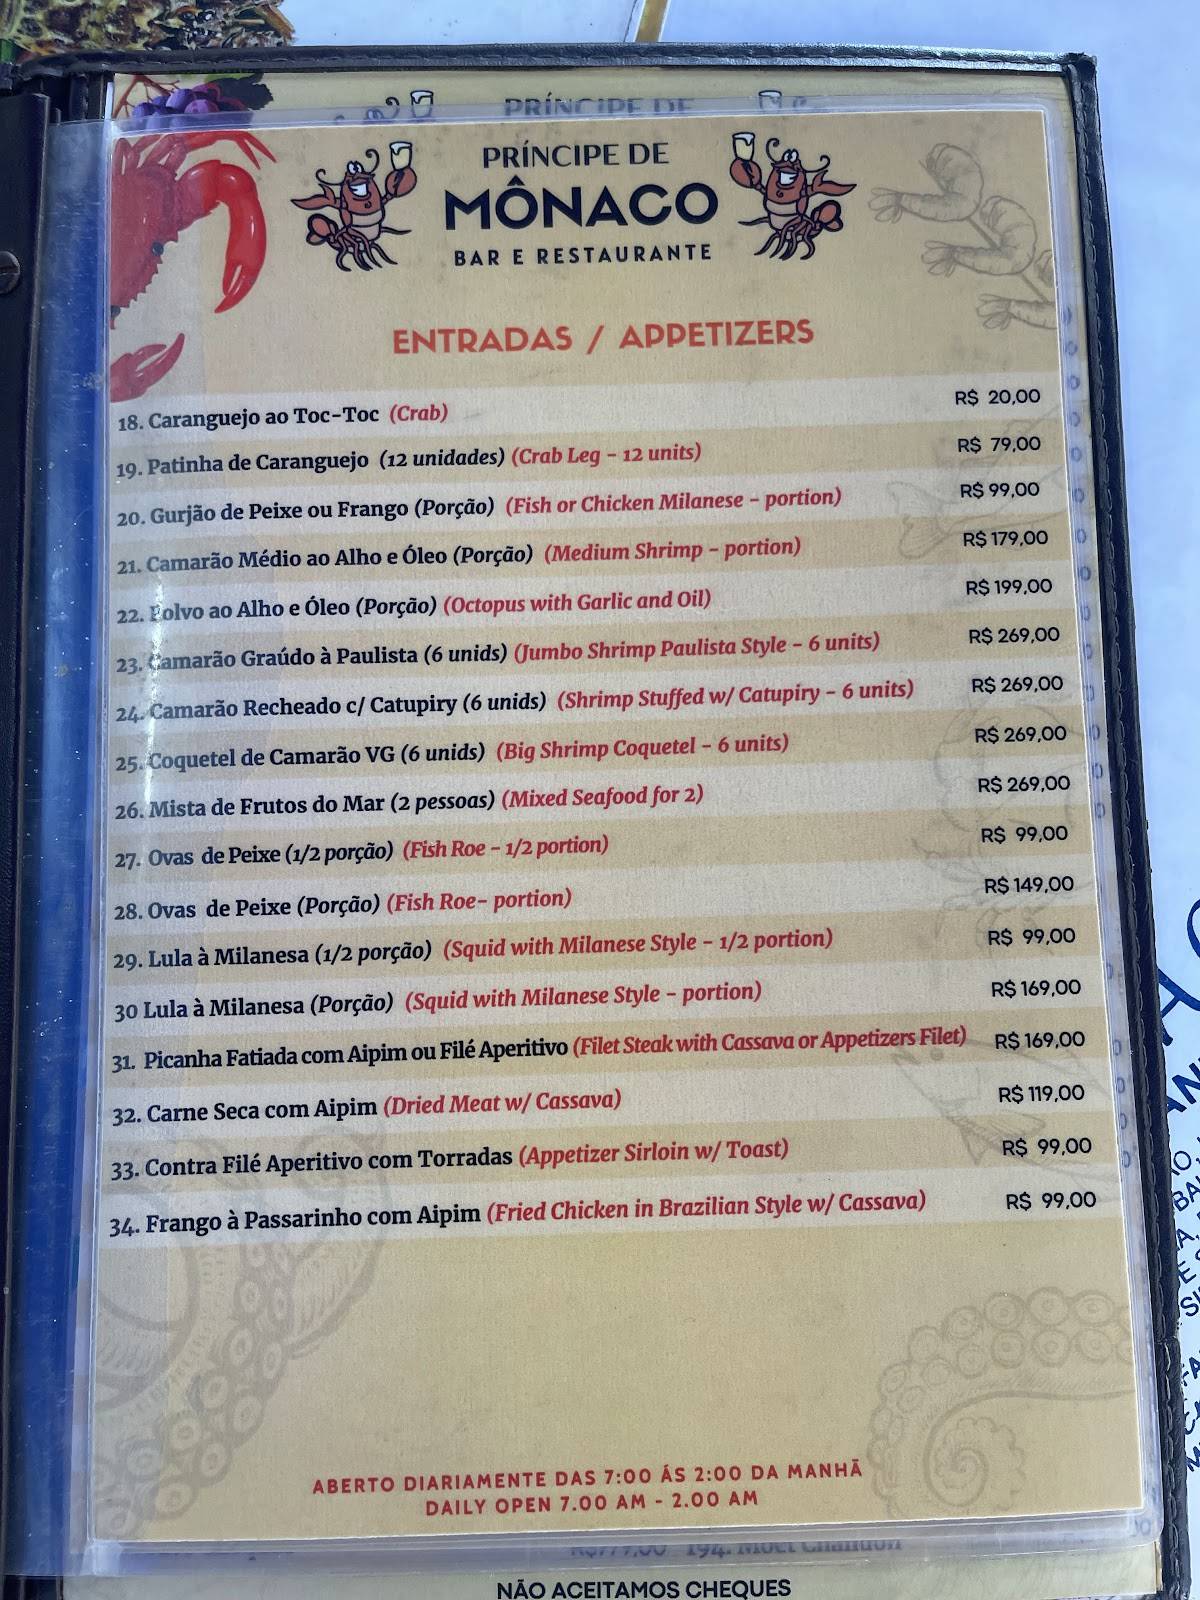 PRÍNCIPE DE
PRÍNCIPE DE
MÔNACO
BAR E RESTAURANTE
ENTRADAS / APPETIZERS
18. Caranguejo ao Toc-Toc (Crab) R$ 20,00
19. Patinha de Caranguejo (12 unidades) (Crab Leg - 12 units) R$ 79,00
20. Gurjão de Peixe ou Frango (Porção) (Fish or Chicken Milanese - portion) R$ 99,00
21. Camarão Médio ao Alho e Óleo (Porção) (Medium Shrimp - portion) R$ 179,00
22. Polvo ao Alho e Óleo (Porção) (Octopus with Garlic and Oil) R$ 199,00
23. Camarão Graúdo à Paulista (6 unids) (Jumbo Shrimp Paulista Style - 6 units) R$ 269,00
24. Camarão Recheado c/ Catupiry (6 unids) (Shrimp Stuffed w/ Catupiry - 6 units) R$ 269,00
25. Coquetel de Camarão VG (6 unids) (Big Shrimp Coquetel - 6 units) R$ 269,00
26. Mista de Frutos do Mar (2 pessoas) (Mixed Seafood for 2) R$ 269,00
27. Ovas de Peixe (1/2 porção) (Fish Roe - 1/2 portion) R$ 99,00
28. Ovas de Peixe (Porção) (Fish Roe- portion) R$ 149,00
29. Lula à Milanesa (1/2 porção) (Squid with Milanese Style - 1/2 portion) R$ 99,00
30 Lula à Milanesa (Porção) (Squid with Milanese Style - portion) R$ 169,00
31. Picanha Fatiada com Aipim ou Filé Aperitivo (Filet Steak with Cassava or Appetizers Filet) R$ 169,00
32. Carne Seca com Aipim (Dried Meat w/ Cassava) R$ 119,00
33. Contra Filé Aperitivo com Torradas (Appetizer Sirloin w/ Toast) R$ 99,00
34. Frango à Passarinho com Aipim (Fried Chicken in Brazilian Style w/ Cassava) R$ 99,00
ABERTO DIARIAMENTE DAS 7:00 ÁS 2:00 DA MANHÃ
DAILY OPEN 7.00 AM - 2.00 AM
194. Moet Chandon
NÃO ACEITAMOS CHEQUES